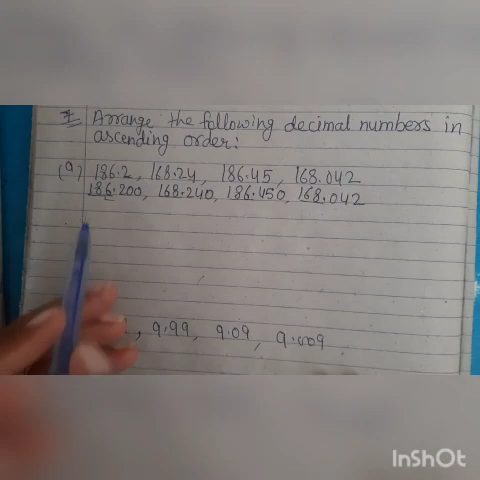 7 Arrange the following decimal numbers in
ascending order:
(a) 186.2, 168.24, 186.45, 168.042
186.200, 168.240, 186.450, 168.042
, 9.99, 9.09, 9.009
InShOt